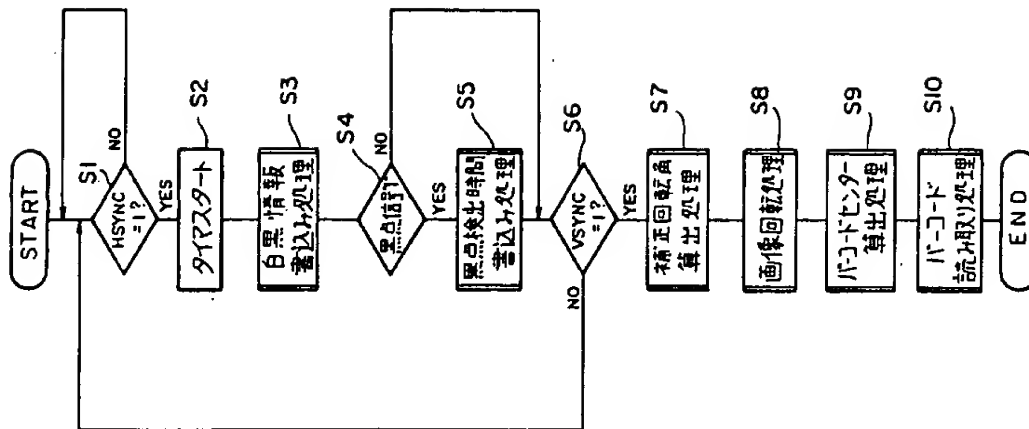 START
S1
HSYNC
=1?
NO
YES
S2
タイマスタート
S3
白黒情報
書込み処理
S4
黒点信号
NO
YES
S5
黒点検出時間
書込み処理
S6
VSYNC
=1?
NO
YES
S7
補正回転角
算出処理
S8
画像回転処理
S9
バーコードセンター
算出処理
S10
バーコード
読み取り処理
END